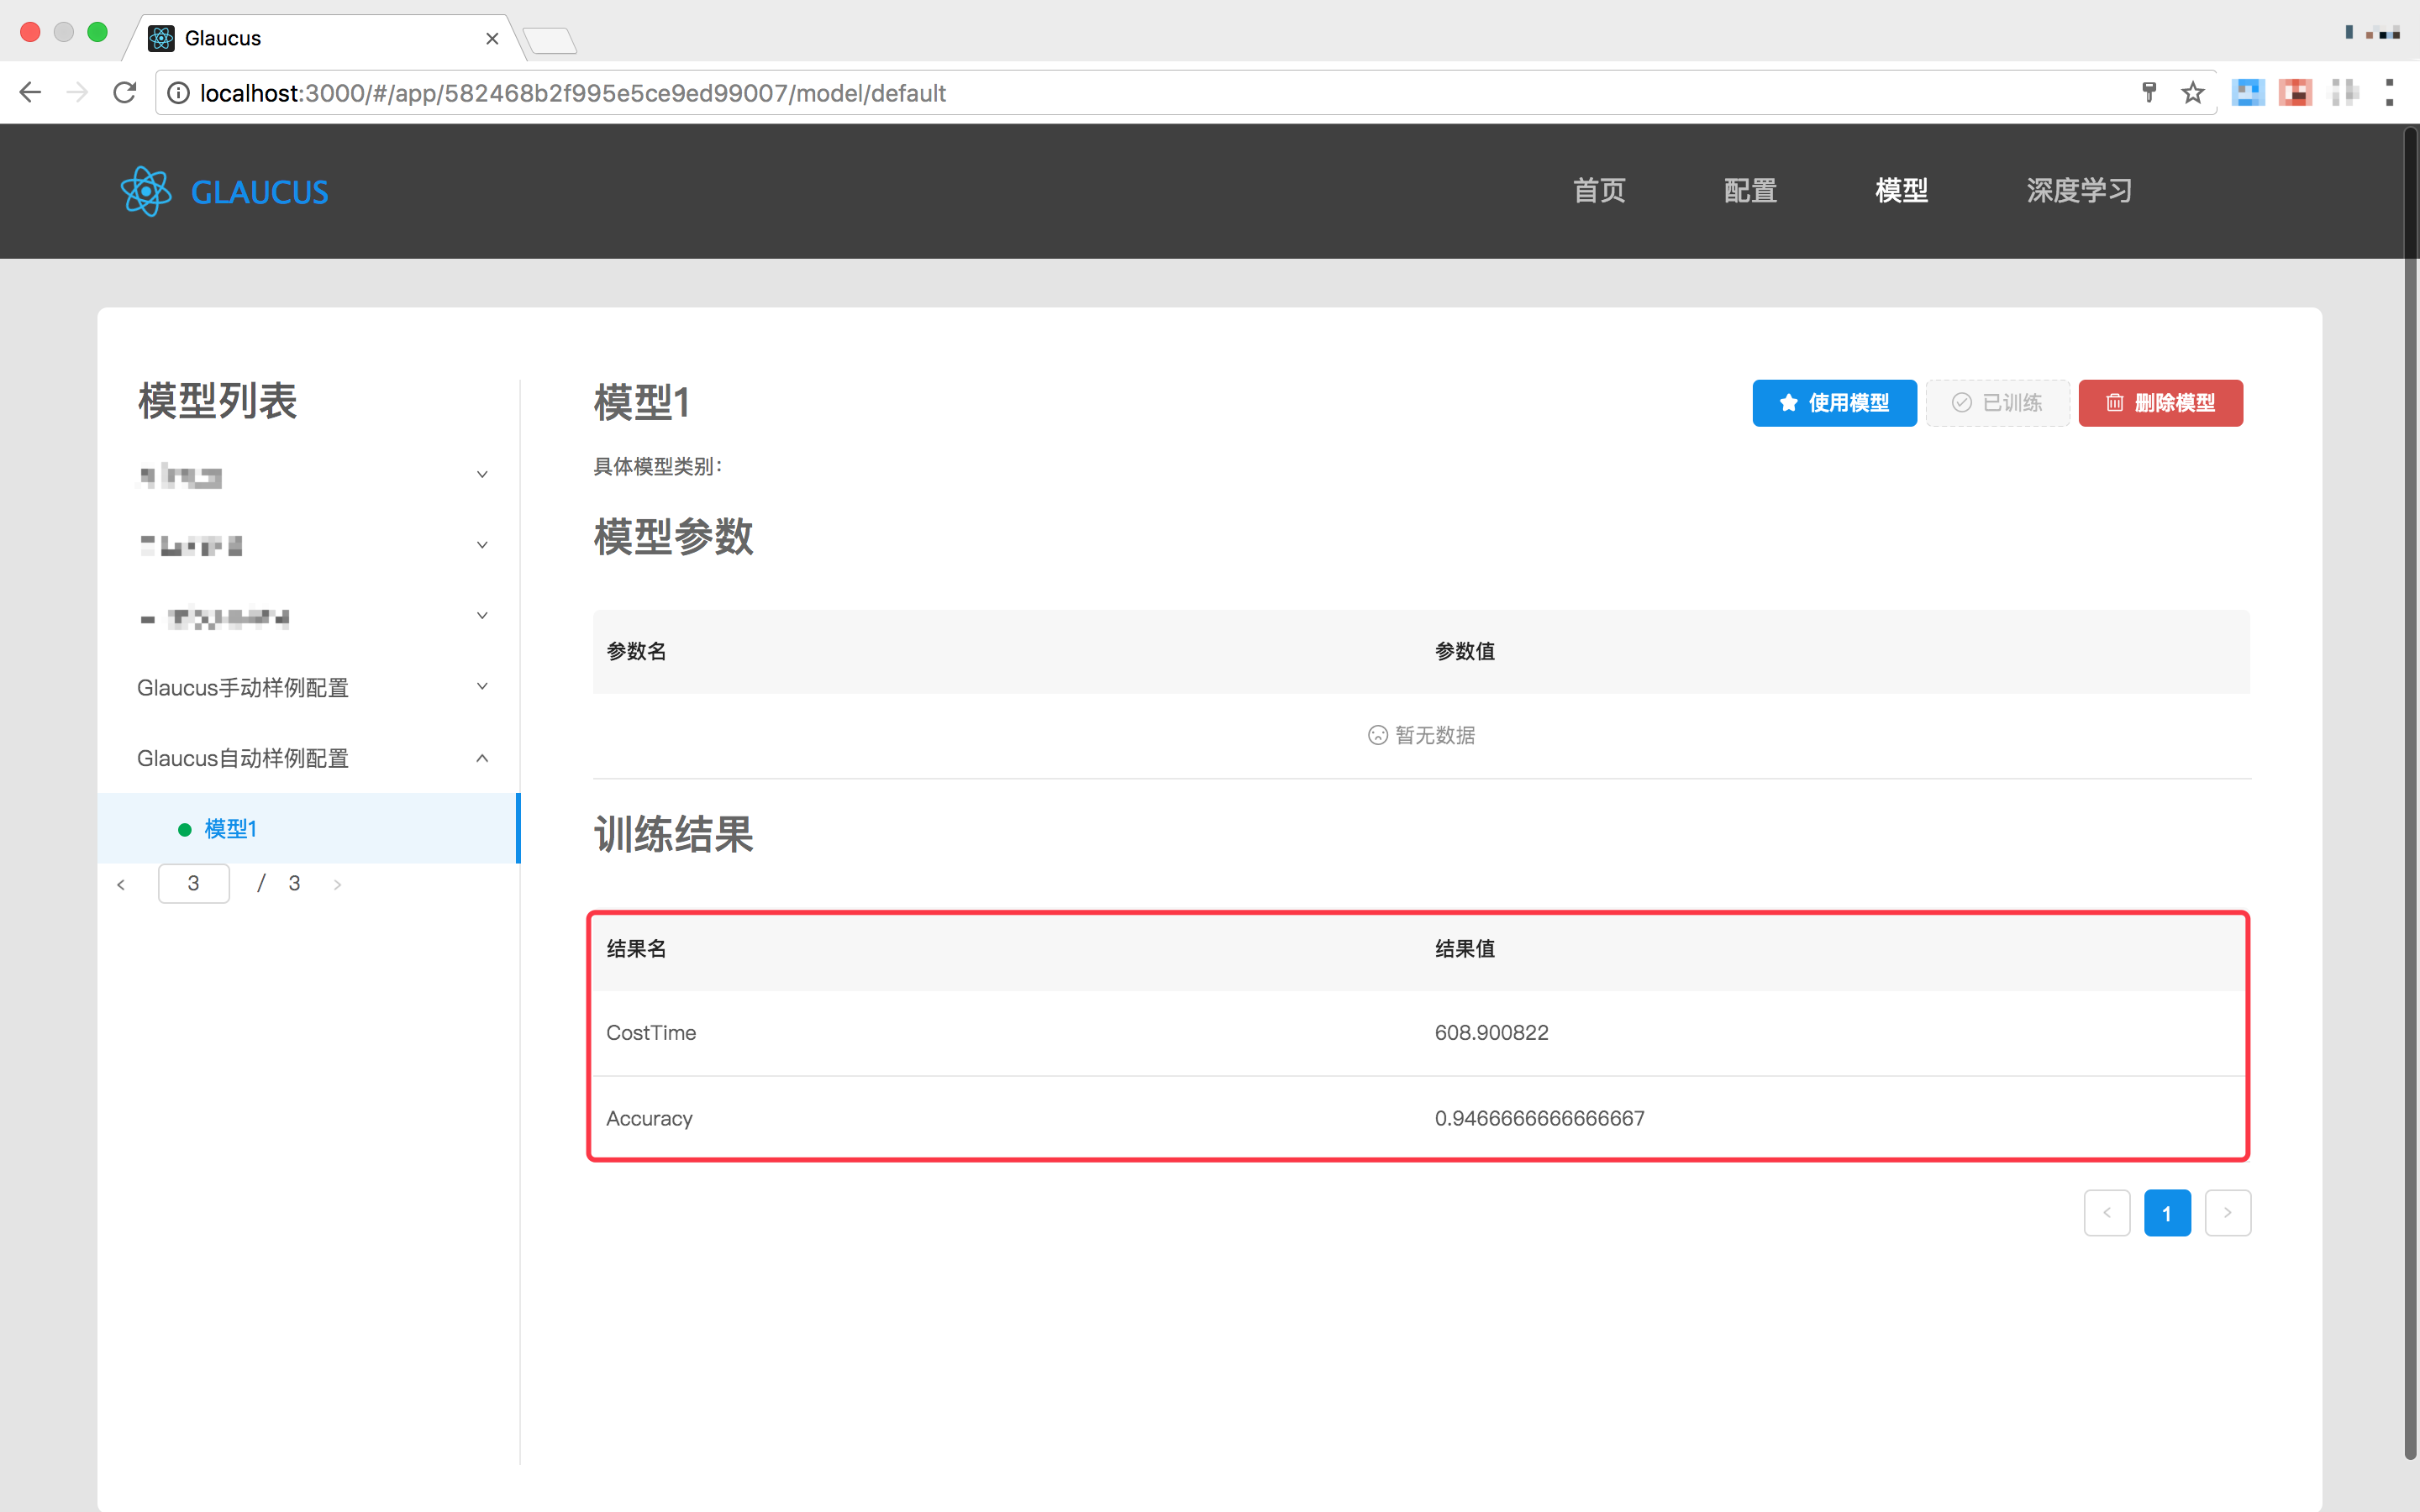 Glaucus
localhost:3000/#/app/582468b2f995e5ce9ed99007/model/default
GLAUCUS
首页
配置
模型
深度学习
模型列表
Glaucus手动样例配置
Glaucus自动样例配置
模型1
3 / 3
模型1
使用模型
已训练
删除模型
具体模型类别：
模型参数
参数名 参数值
暂无数据
训练结果
结果名 结果值
CostTime 608.900822
Accuracy 0.9466666666666667
1